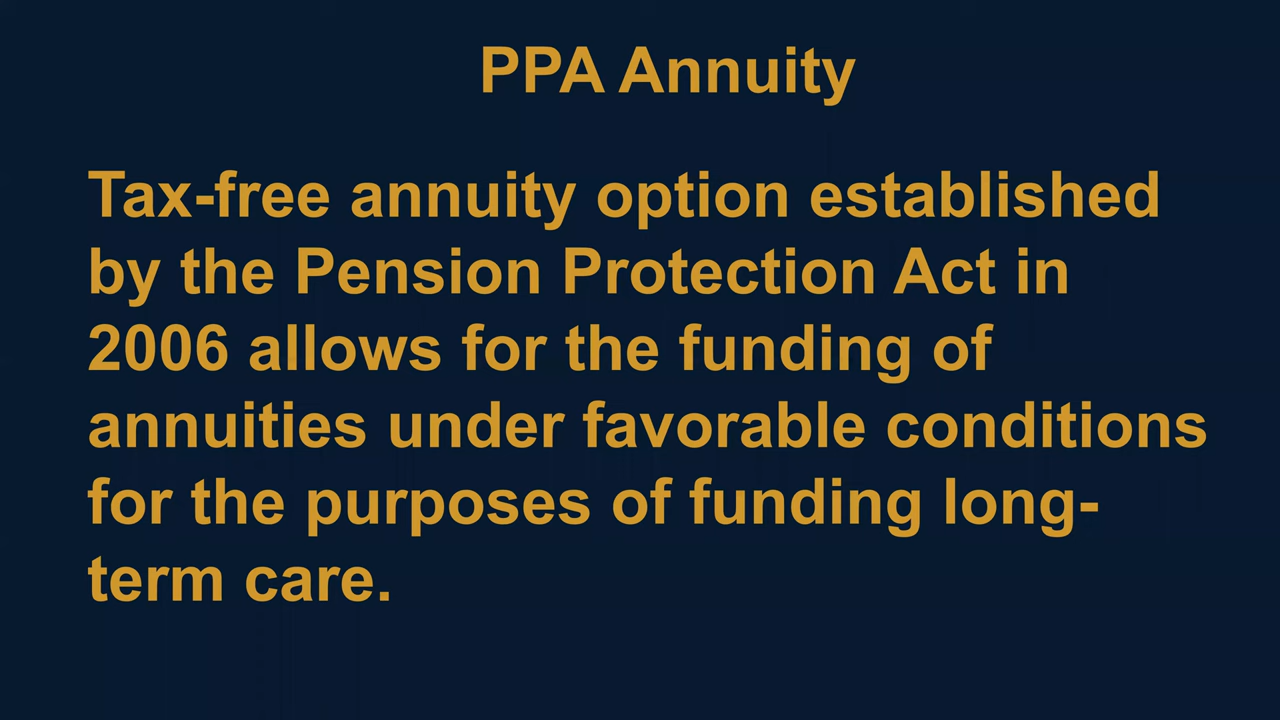 PPA Annuity
Tax-free annuity option established
by the Pension Protection Act in
2006 allows for the funding of
annuities under favorable conditions
for the purposes of funding long-
term care.